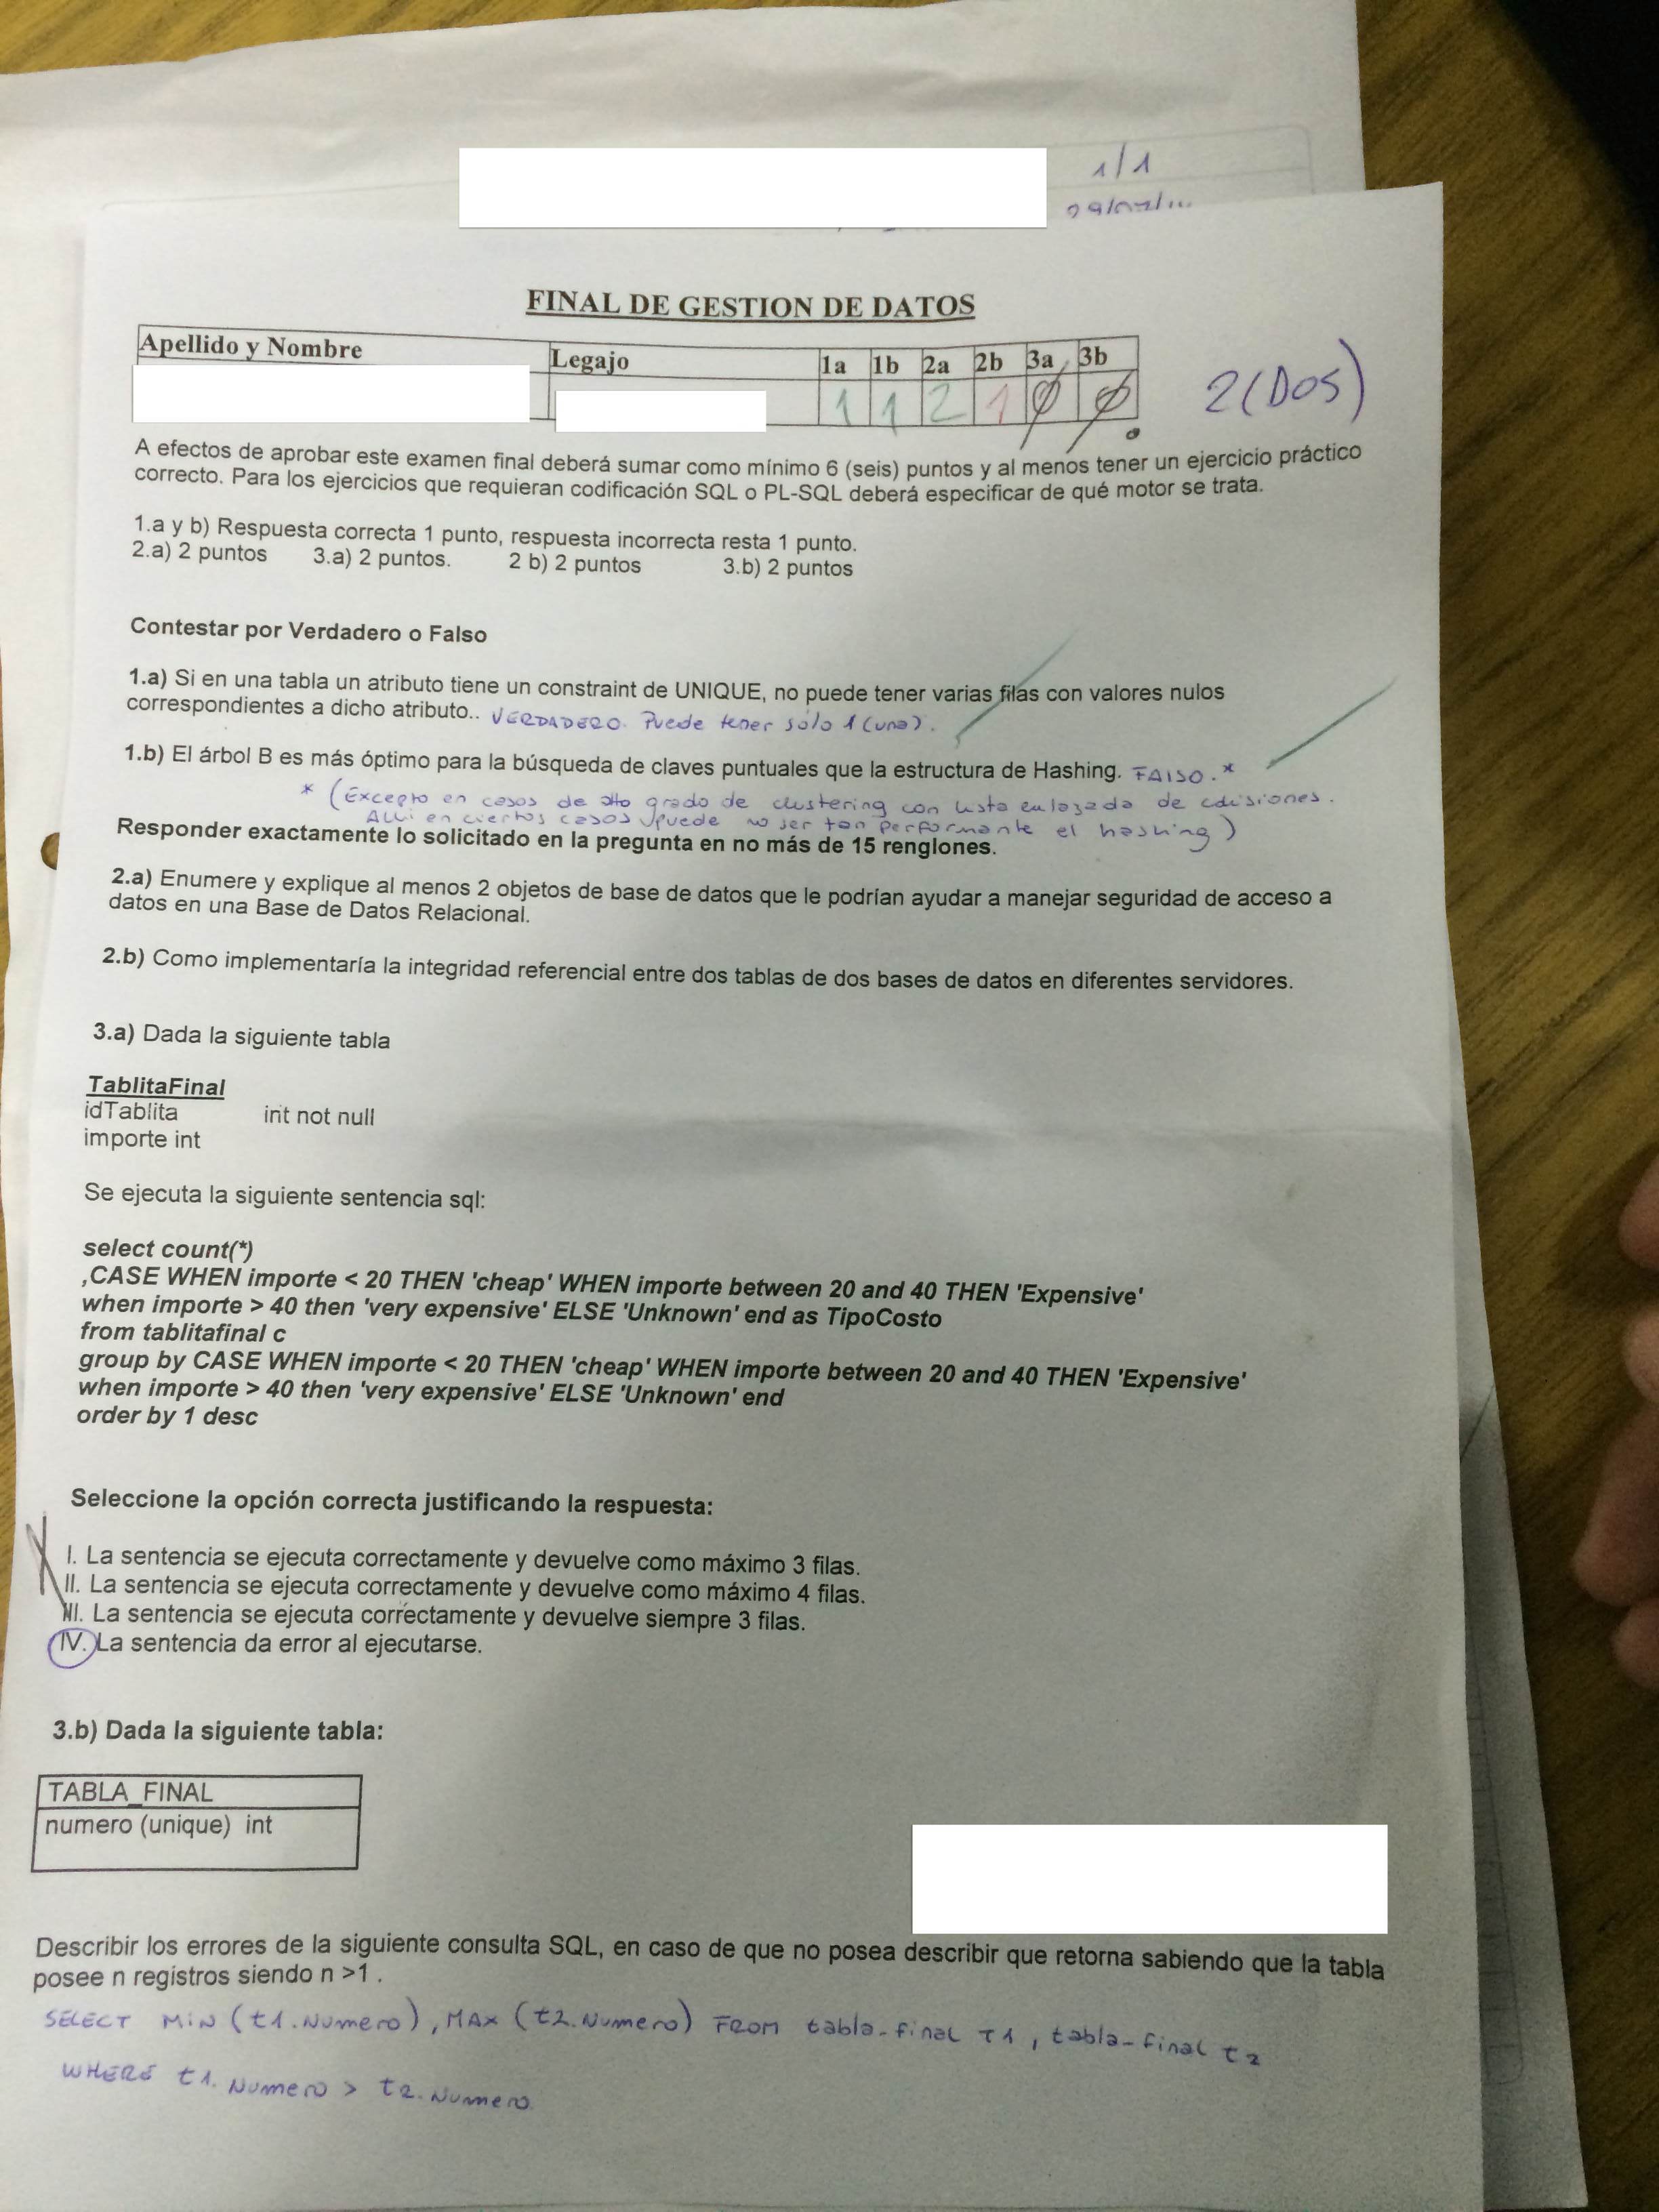 1/1
FINAL DE GESTION DE DATOS
Apellido y Nombre Legajo 1a 1b 2a 2b 3a 3b
1 1 2 1 0 0
2 (DOS)
A efectos de aprobar este examen final deberá sumar como mínimo 6 (seis) puntos y al menos tener un ejercicio práctico
correcto. Para los ejercicios que requieran codificación SQL o PL-SQL deberá especificar de qué motor se trata.
1.a y b) Respuesta correcta 1 punto, respuesta incorrecta resta 1 punto.
2.a) 2 puntos 3.a) 2 puntos. 2 b) 2 puntos 3.b) 2 puntos
Contestar por Verdadero o Falso
1.a) Si en una tabla un atributo tiene un constraint de UNIQUE, no puede tener varias filas con valores nulos
correspondientes a dicho atributo.. VERDADERO. Puede tener sólo 1 (una).
1.b) El árbol B es más óptimo para la búsqueda de claves puntuales que la estructura de Hashing. FALSO.*
* (Excepto en casos de alto grado de clustering con lista enlazada de colisiones.
Allí en ciertos casos puede no ser tan performante el hashing)
Responder exactamente lo solicitado en la pregunta en no más de 15 renglones.
2.a) Enumere y explique al menos 2 objetos de base de datos que le podrían ayudar a manejar seguridad de acceso a
datos en una Base de Datos Relacional.
2.b) Como implementaría la integridad referencial entre dos tablas de dos bases de datos en diferentes servidores.
3.a) Dada la siguiente tabla
TablitaFinal
idTablita int not null
importe int
Se ejecuta la siguiente sentencia sql:
select count(*)
,CASE WHEN importe < 20 THEN 'cheap' WHEN importe between 20 and 40 THEN 'Expensive'
when importe > 40 then 'very expensive' ELSE 'Unknown' end as TipoCosto
from tablitafinal c
group by CASE WHEN importe < 20 THEN 'cheap' WHEN importe between 20 and 40 THEN 'Expensive'
when importe > 40 then 'very expensive' ELSE 'Unknown' end
order by 1 desc
Seleccione la opción correcta justificando la respuesta:
I. La sentencia se ejecuta correctamente y devuelve como máximo 3 filas.
II. La sentencia se ejecuta correctamente y devuelve como máximo 4 filas.
III. La sentencia se ejecuta correctamente y devuelve siempre 3 filas.
IV. La sentencia da error al ejecutarse.
3.b) Dada la siguiente tabla:
TABLA_FINAL
numero (unique) int
Describir los errores de la siguiente consulta SQL, en caso de que no posea describir que retorna sabiendo que la tabla
posee n registros siendo n >1 .
SELECT MIN (t1.Numero), MAX (t2.Numero) FROM tabla-final T1, tabla-final t2
WHERE t1.Numero > t2.Numero